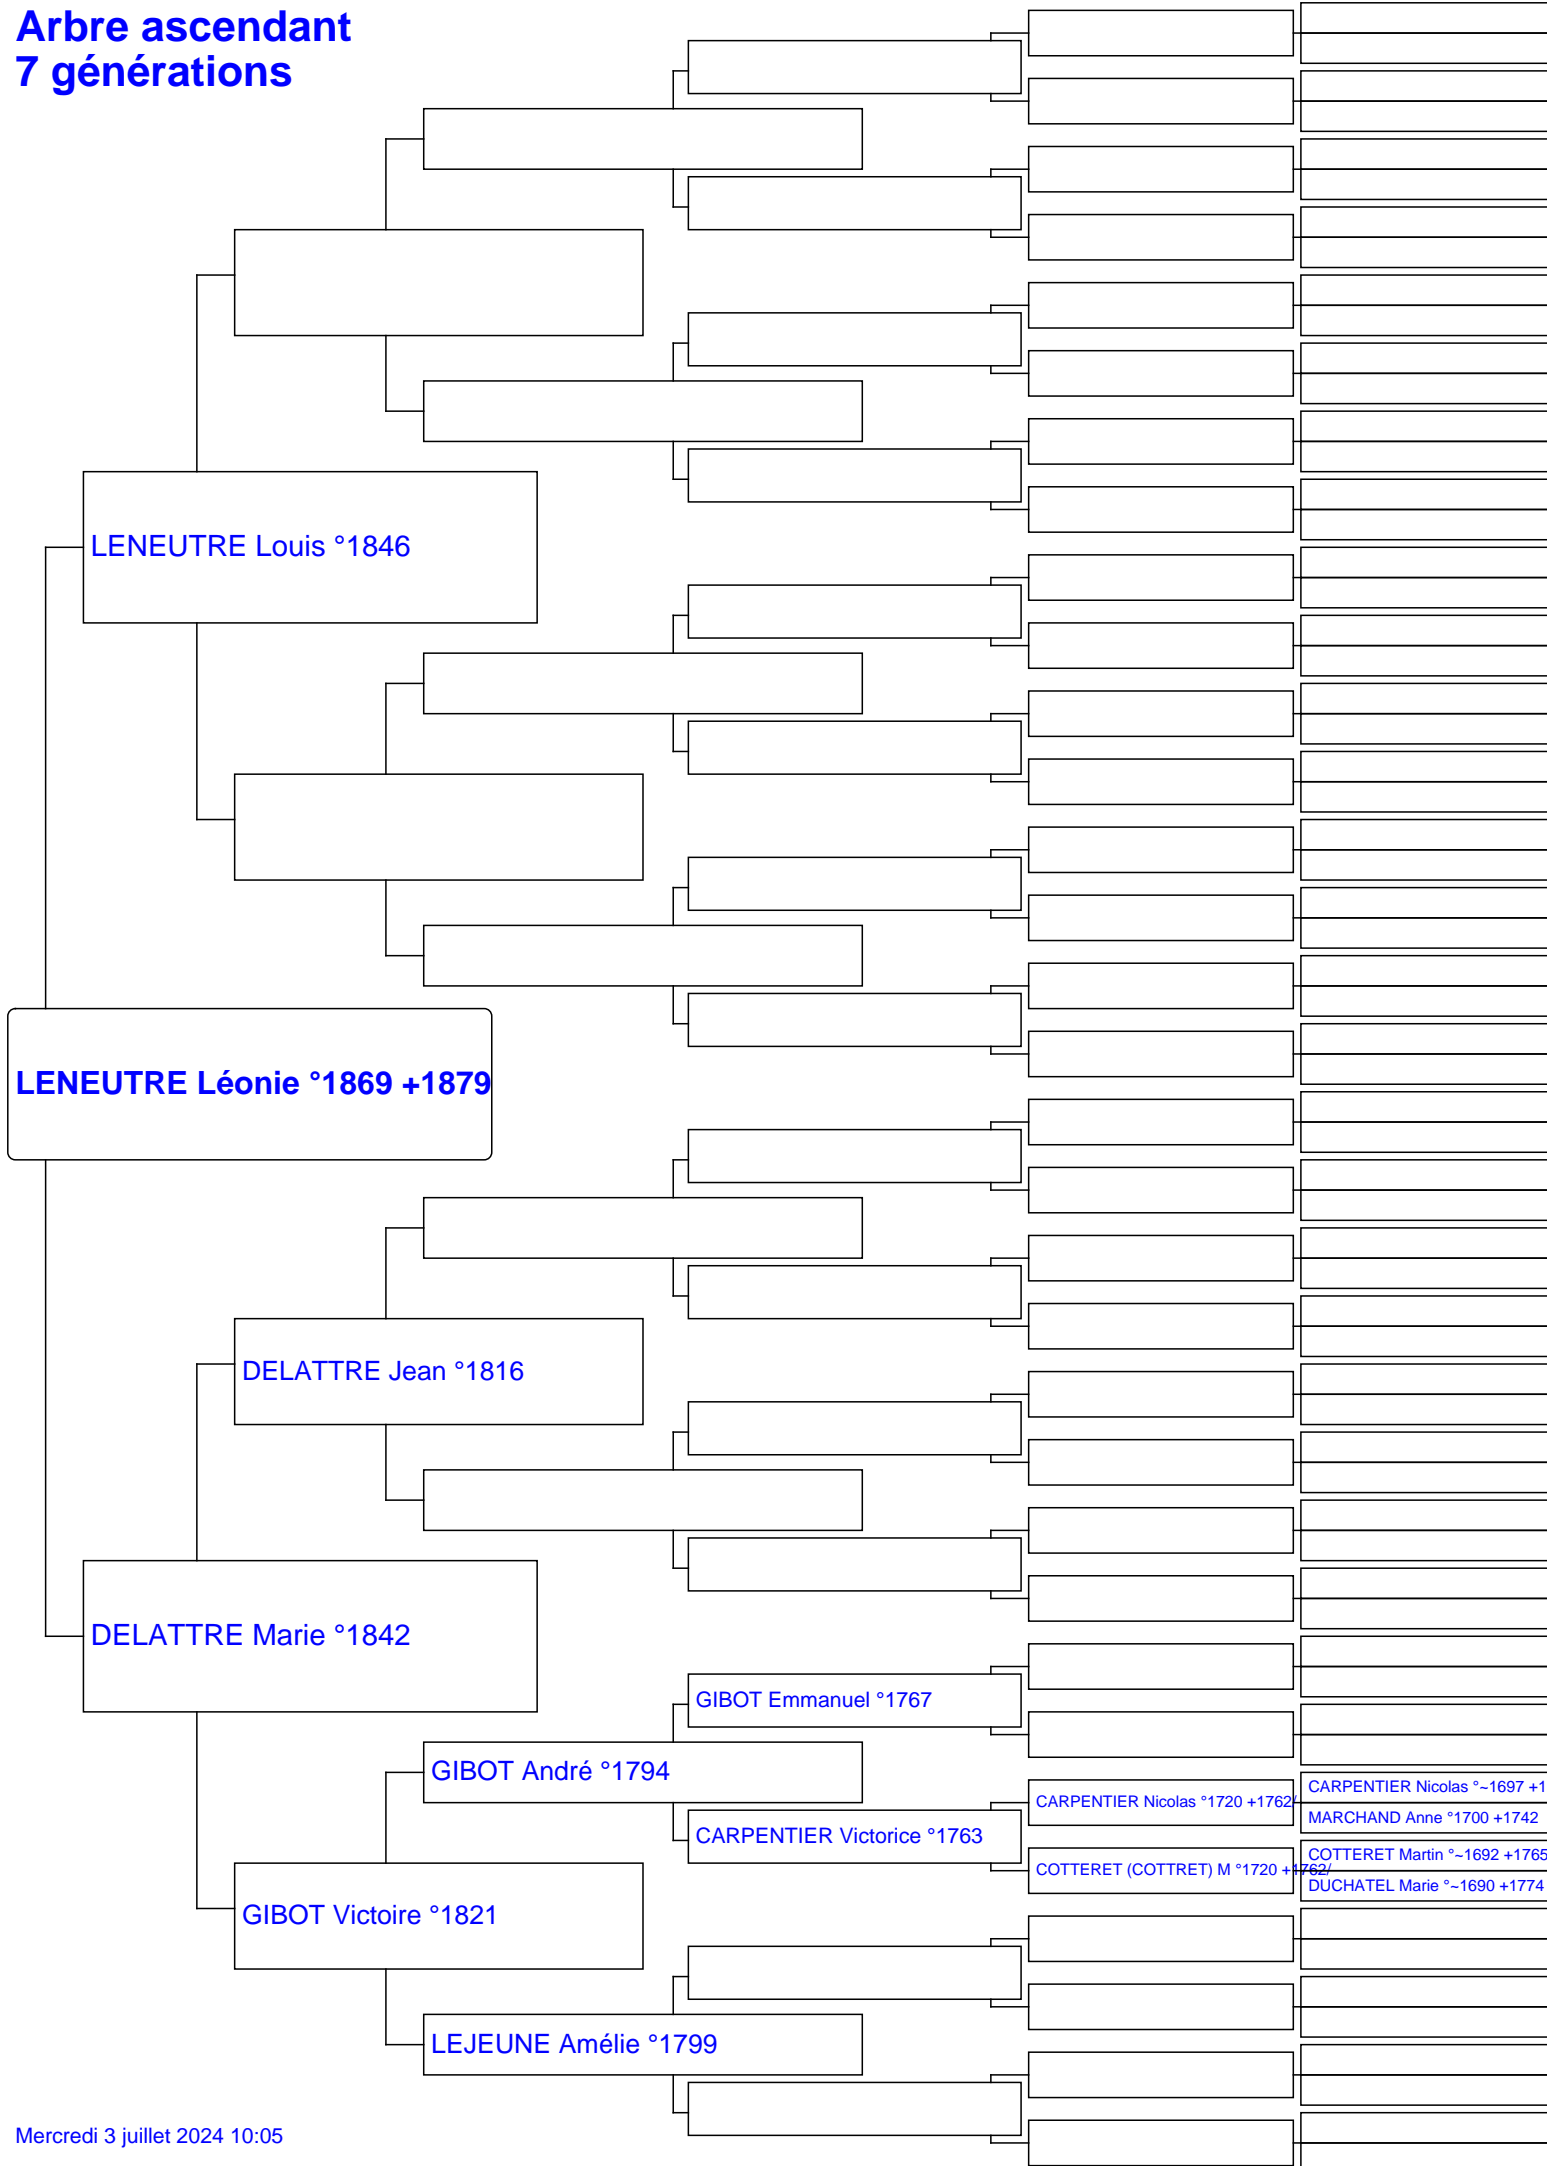 Arbre ascendant
7 générations
LENEUTRE Louis °1846
LENEUTRE Léonie °1869 +1879
DELATTRE Jean °1816
DELATTRE Marie °1842
GIBOT Emmanuel °1767
GIBOT André °1794
CARPENTIER Nicolas °~1697 +1
CARPENTIER Nicolas °1720 +1762/
MARCHAND Anne °1700 +1742
CARPENTIER Victorice °1763
COTTERET Martin °~1692 +1765
COTTERET (COTTRET) M °1720 +1762/
DUCHATEL Marie °~1690 +1774
GIBOT Victoire °1821
LEJEUNE Amélie °1799
Mercredi 3 juillet 2024 10:05